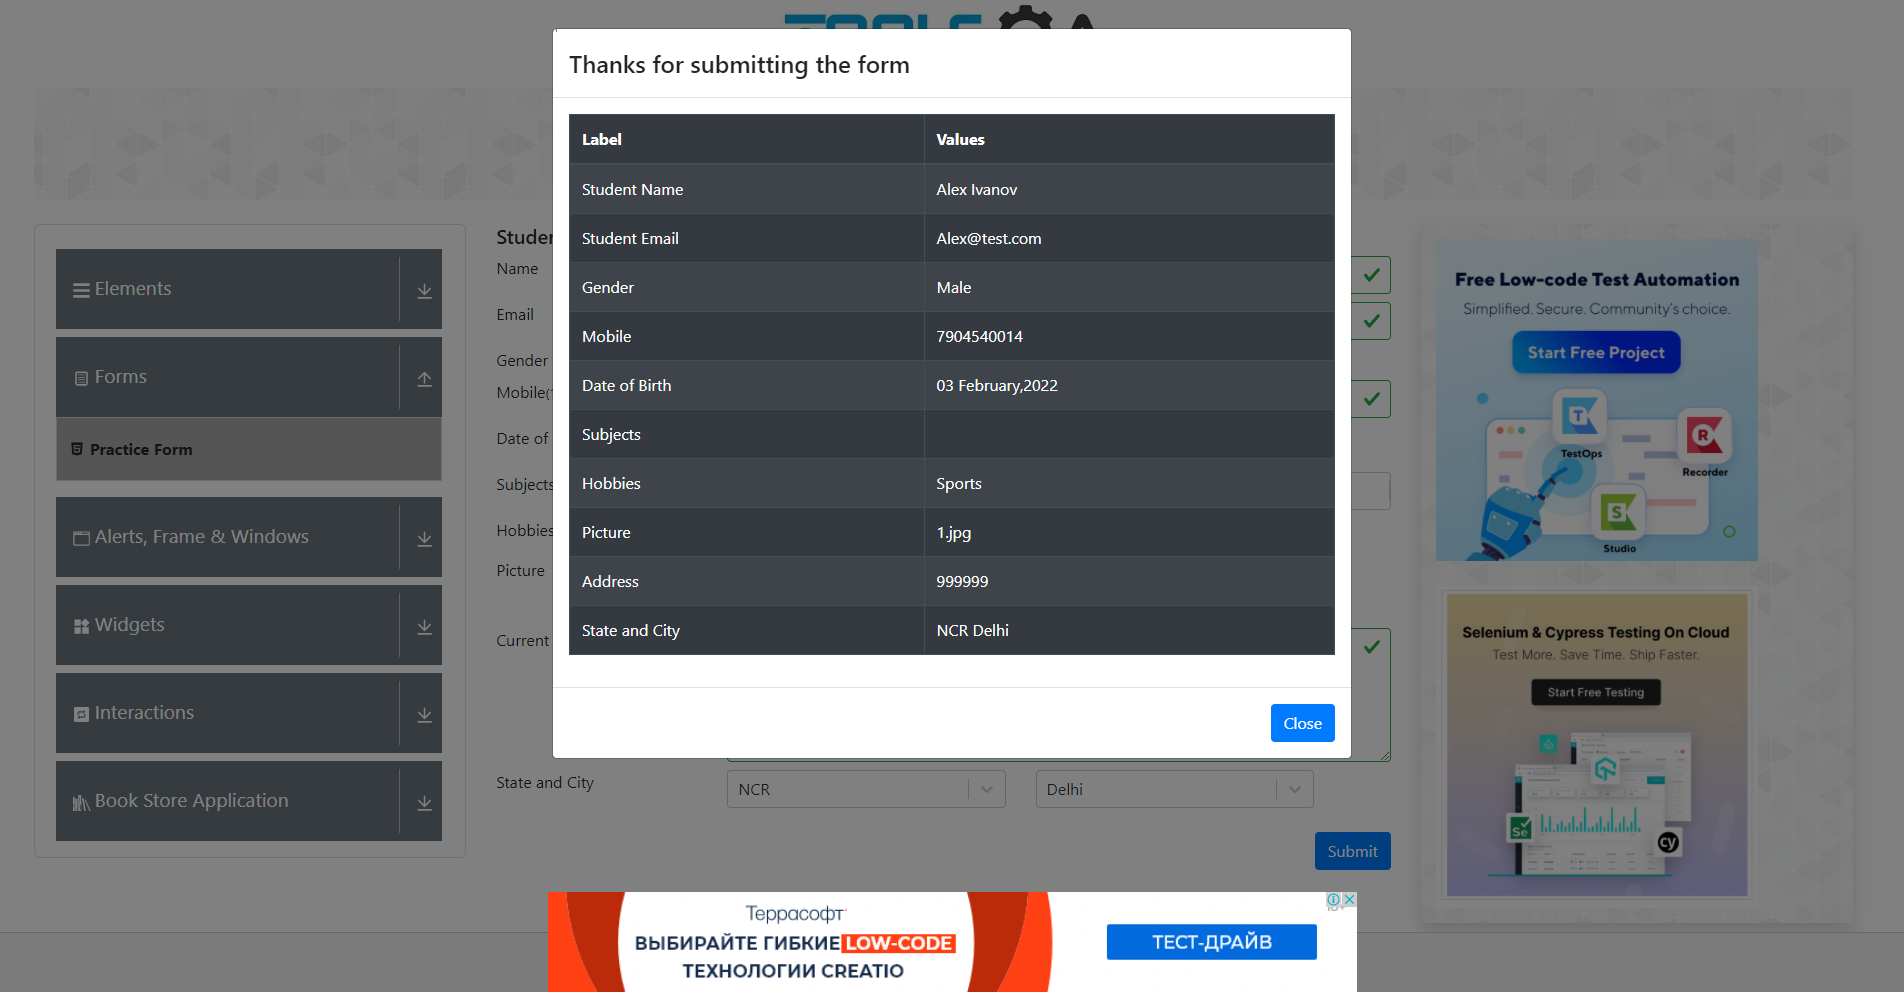 Thanks for submitting the form
Label Values
Student Name Alex Ivanov
Student Email Alex@test.com
Gender Male
Mobile 7904540014
Date of Birth 03 February,2022
Subjects
Hobbies Sports
Picture 1.jpg
Address 999999
State and City NCR Delhi
Close
Elements
Forms
Practice Form
Alerts, Frame & Windows
Widgets
Interactions
Book Store Application
Name
Email
Gender
Date of
Subjects
Hobbies
Picture
Current
State and City NCR Delhi
Submit
Free Low-code Test Automation
Simplified. Secure. Community's choice.
Start Free Project
TestOps
Recorder
Studio
Selenium & Cypress Testing On Cloud
Test More. Save Time. Ship Faster.
Start Free Testing
Se
cy
Террасофт
ВЫБИРАЙТЕ ГИБКИЕ LOW-CODE
ТЕХНОЛОГИИ CREATIO
ТЕСТ-ДРАЙВ